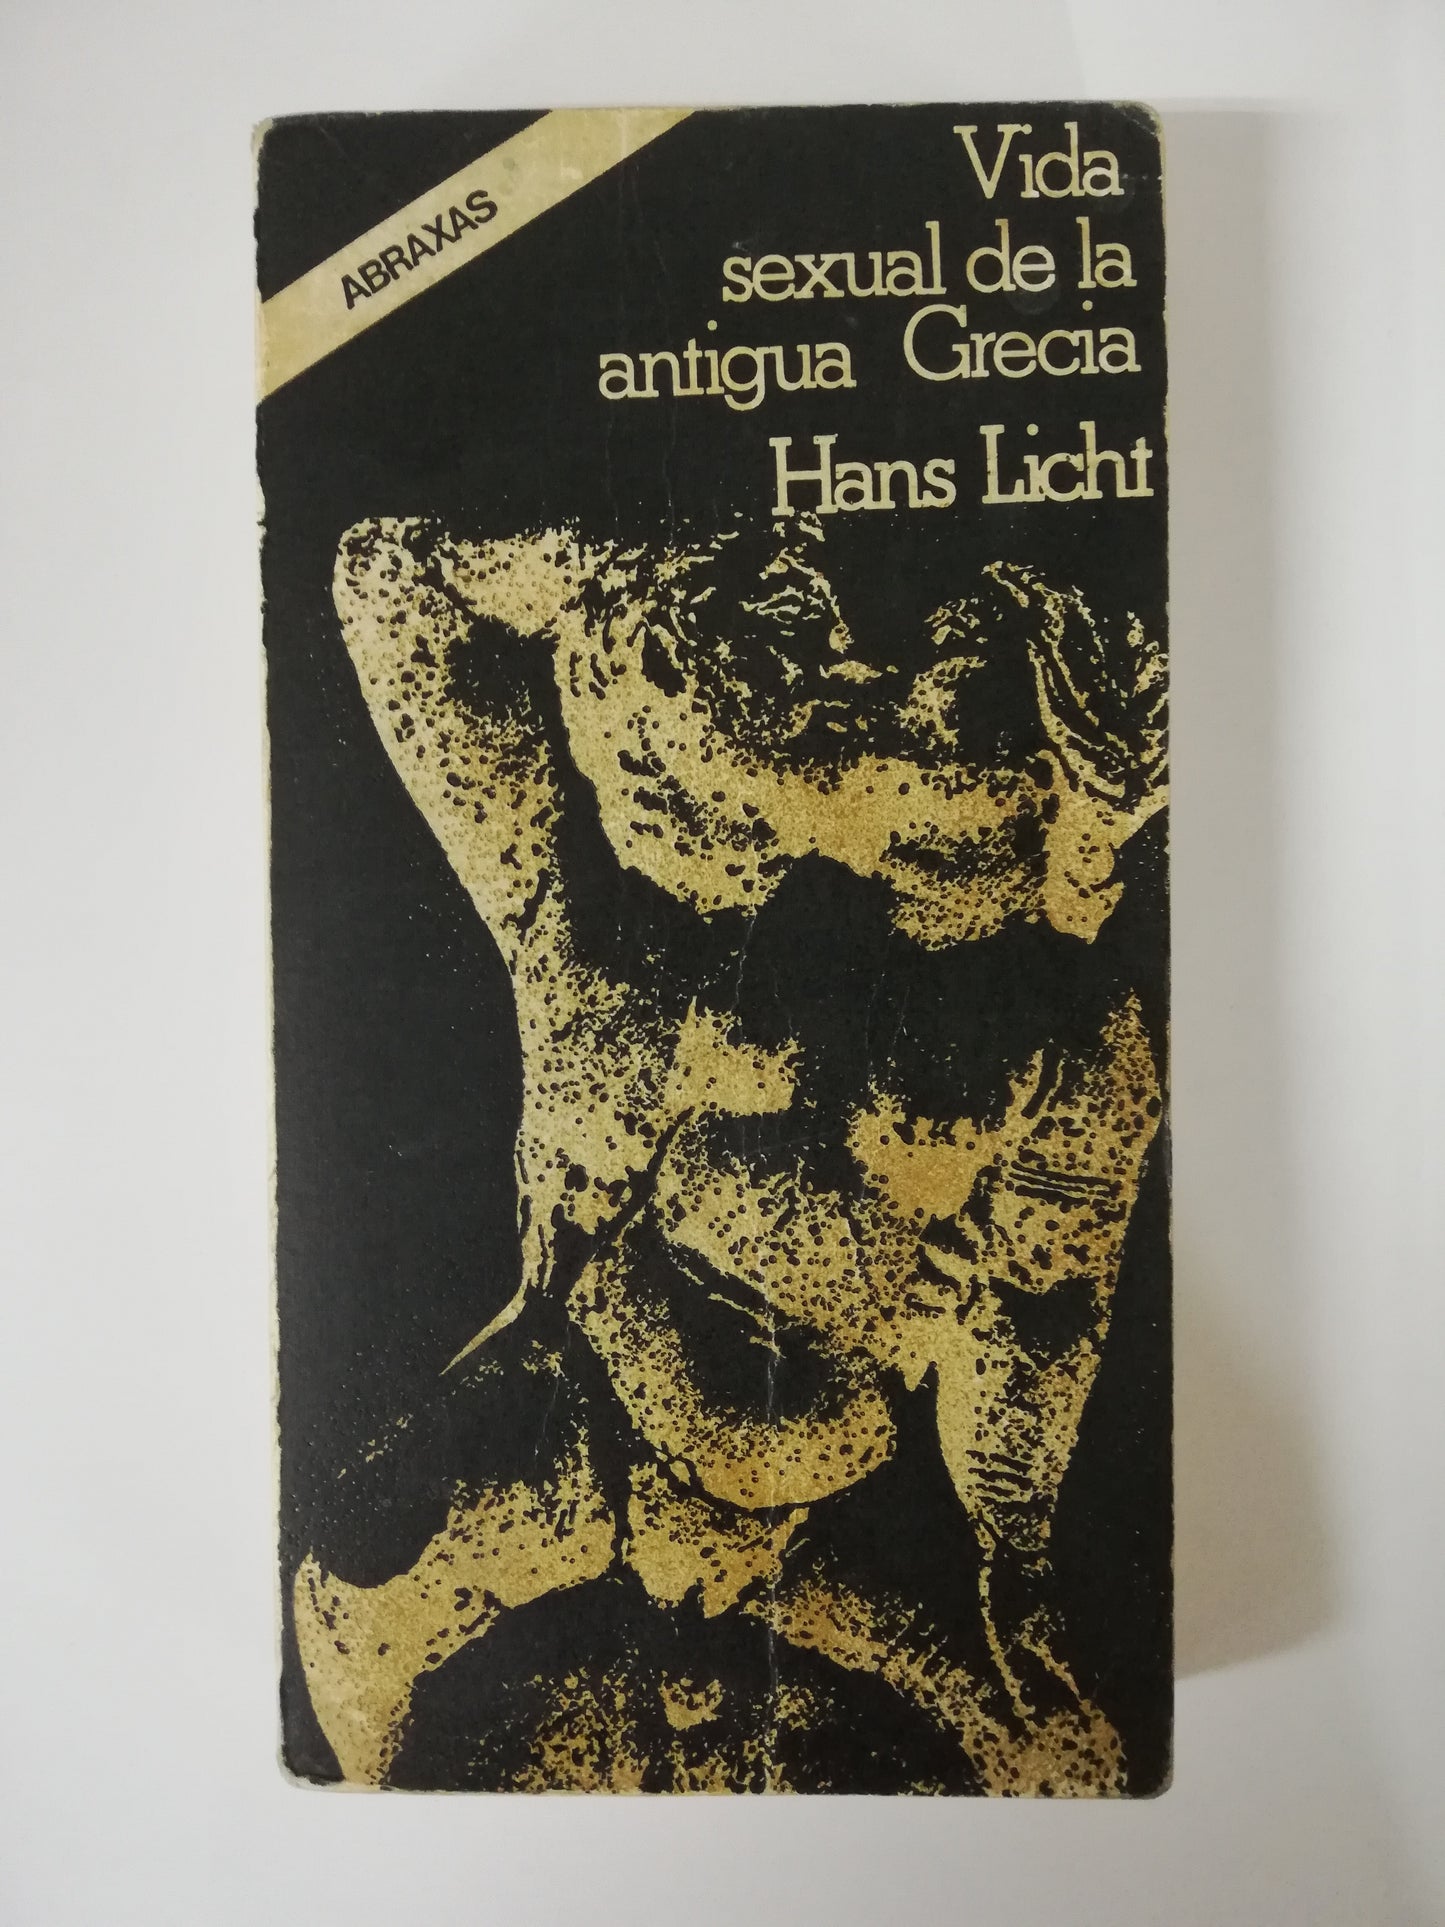 ABRAXAS
Vida
sexual de la
antigua Grecia
Hans Licht